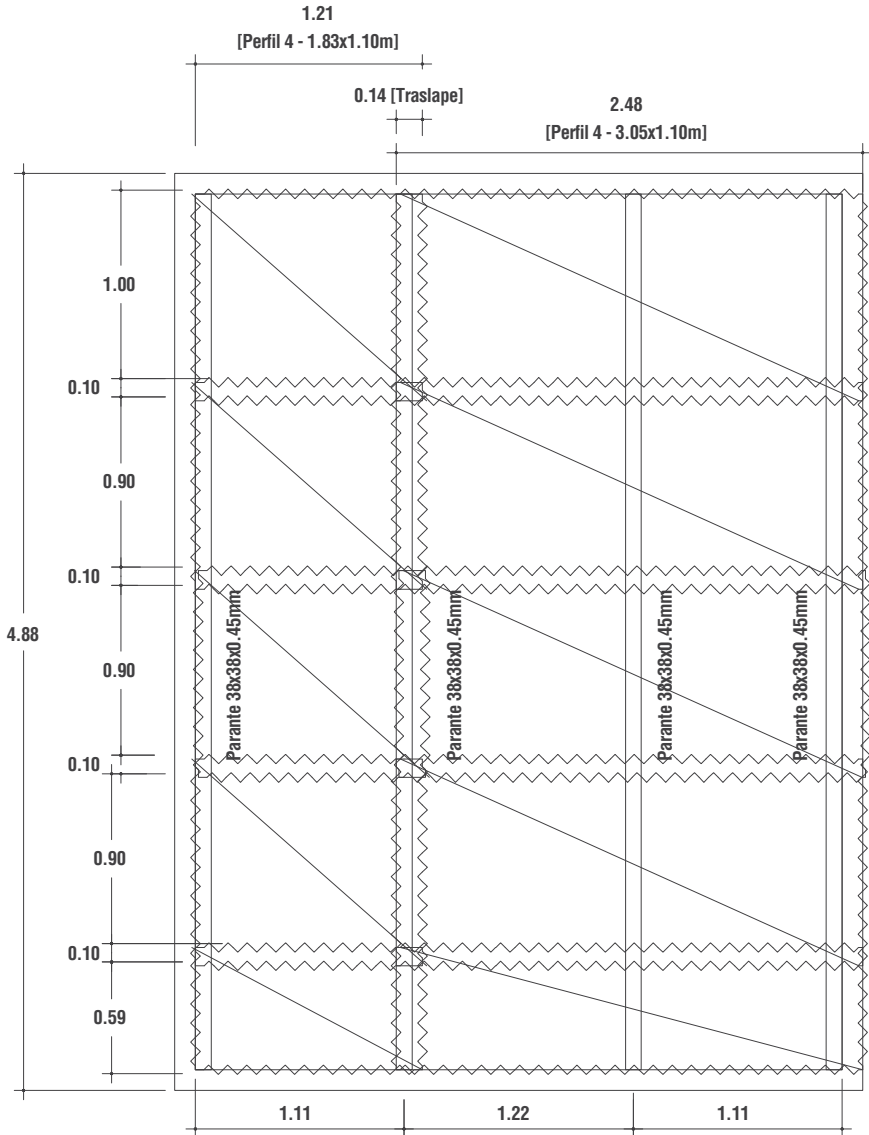 1.21
[Perfil 4 - 1.83x1.10m]
0.14 [Traslape]
2.48
[Perfil 4 - 3.05x1.10m]
1.00
0.10
0.90
0.10
4.88
0.90
0.10
0.90
0.10
0.59
Parante 38x38x0.45mm
Parante 38x38x0.45mm
Parante 38x38x0.45mm
Parante 38x38x0.45mm
1.11
1.22
1.11